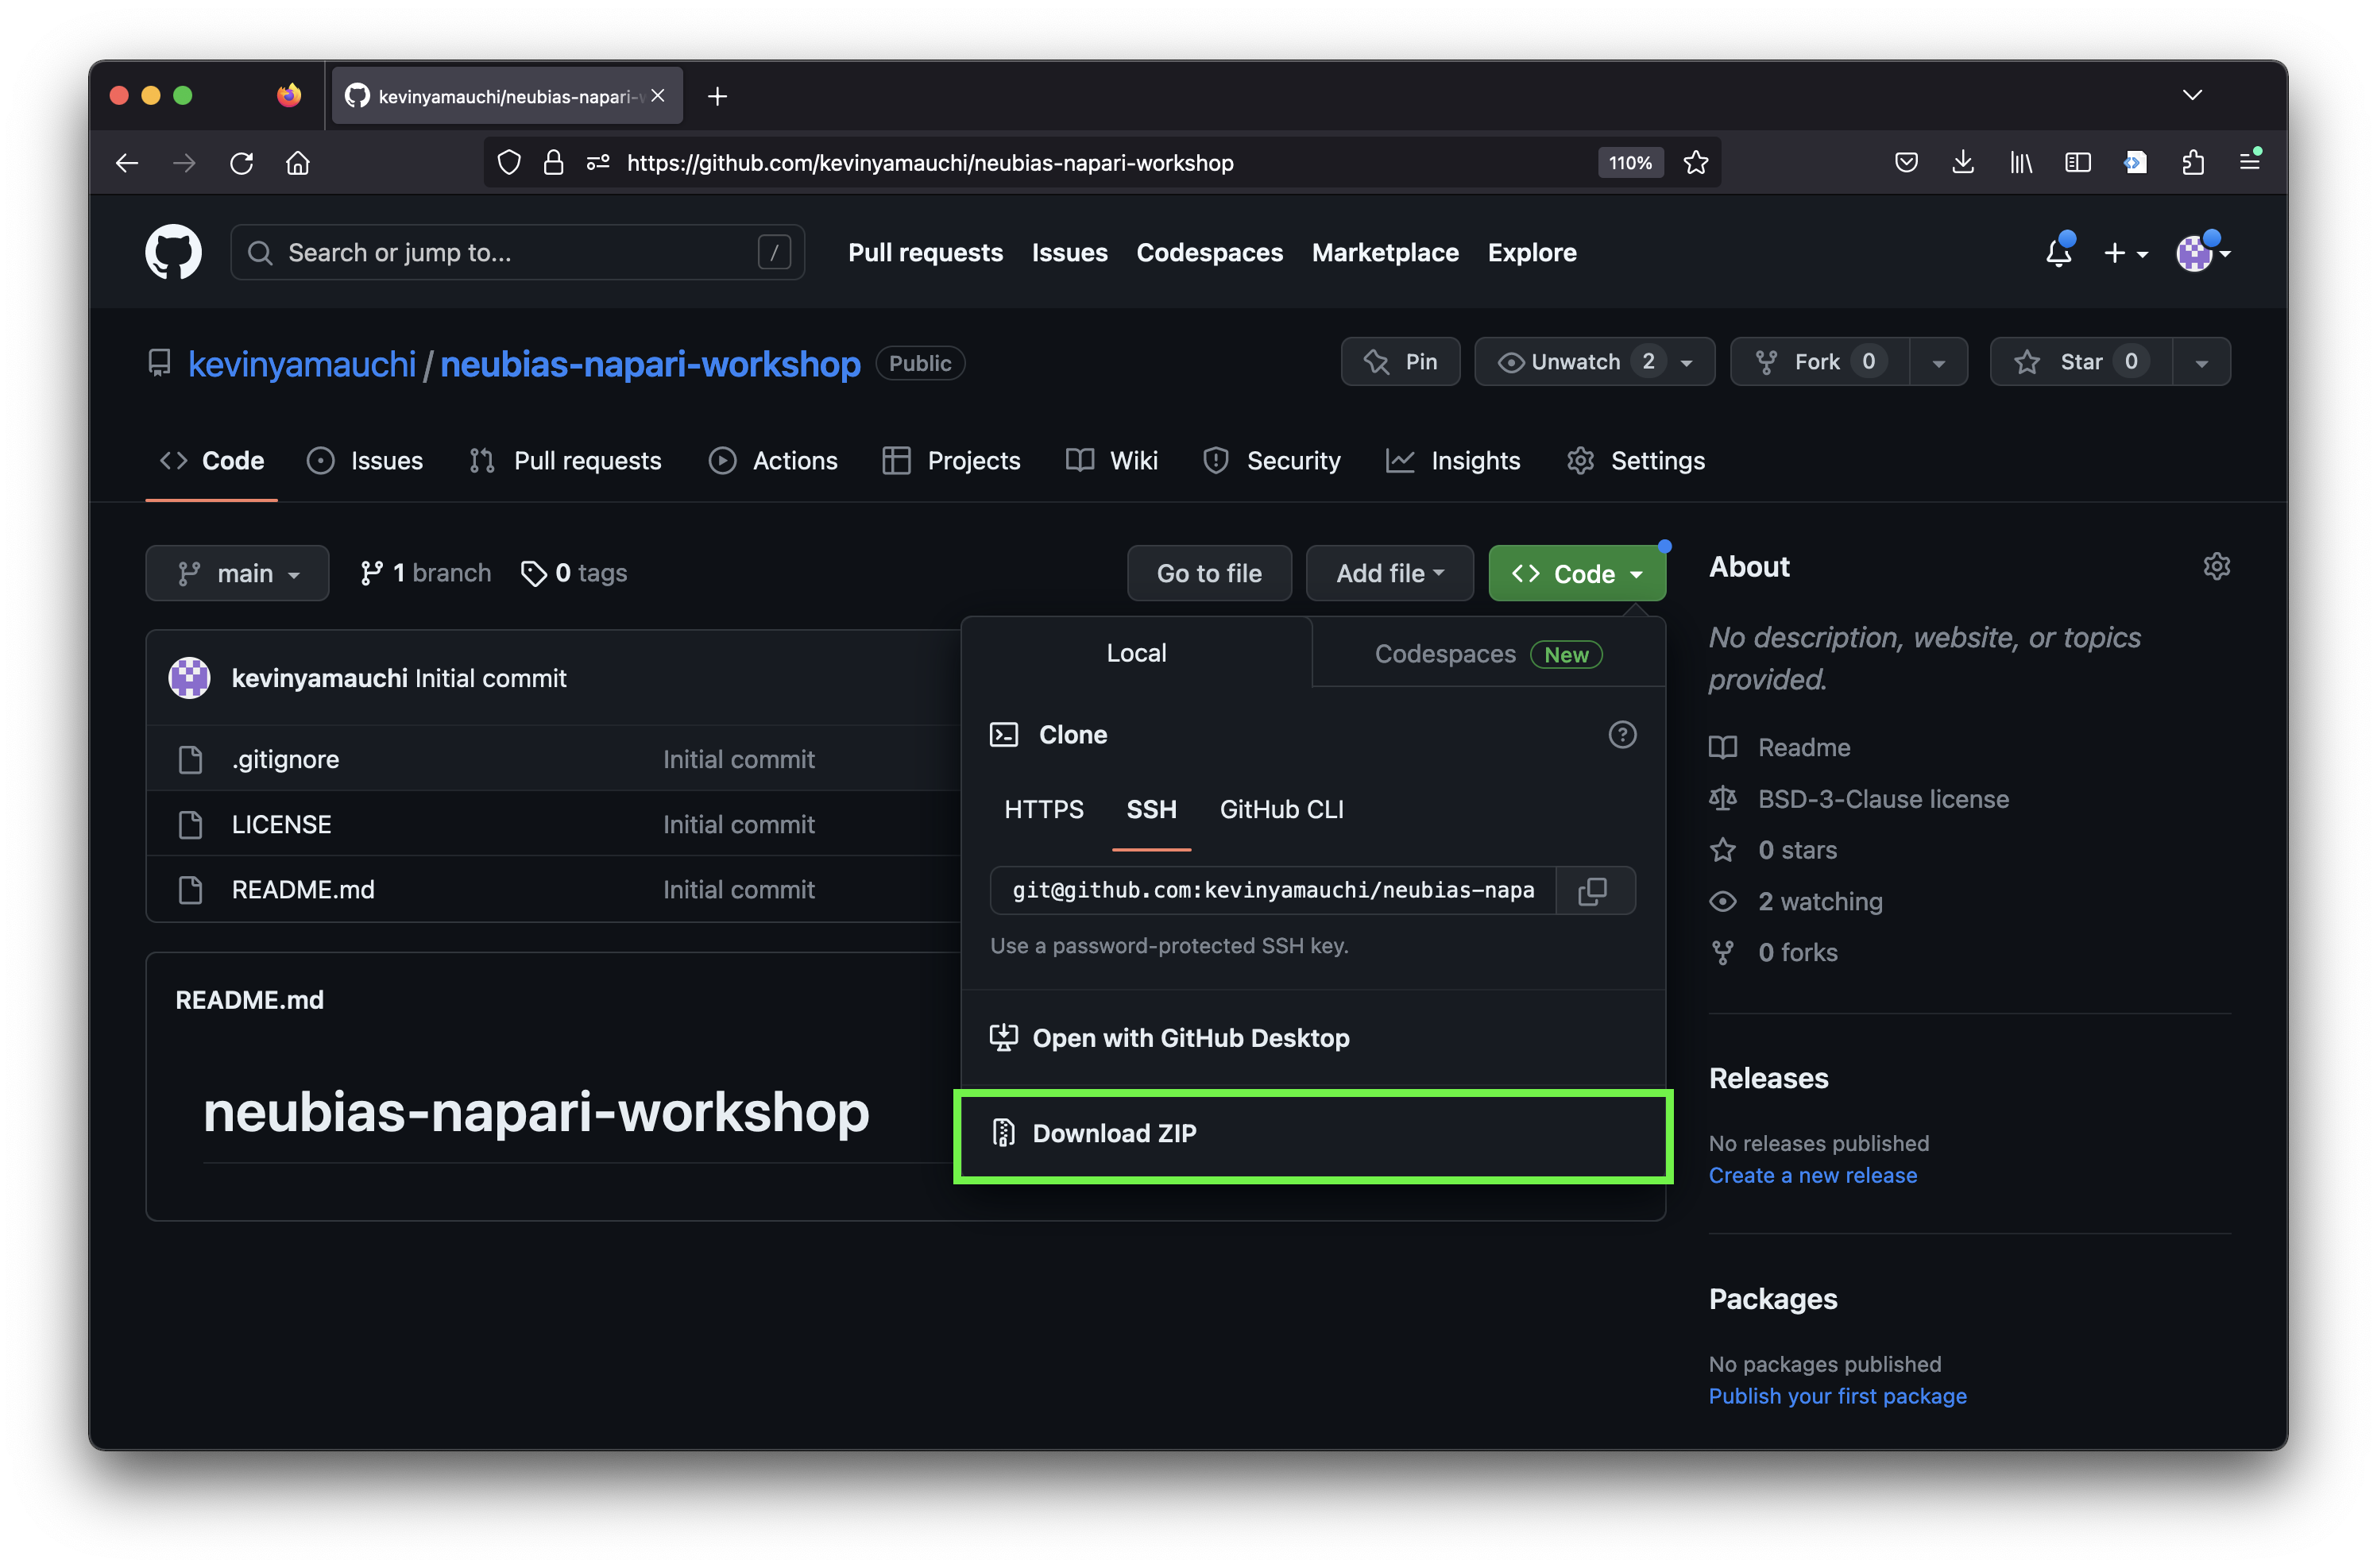 kevinyamauchi/neubias-napari-
https://github.com/kevinyamauchi/neubias-napari-workshop
110%
Search or jump to...
/
Pull requests
Issues
Codespaces
Marketplace
Explore
kevinyamauchi / neubias-napari-workshop
Public
Pin
Unwatch 2
Fork 0
Star 0
Code
Issues
Pull requests
Actions
Projects
Wiki
Security
Insights
Settings
main
1 branch
0 tags
Go to file
Add file
Code
kevinyamauchi Initial commit
.gitignore Initial commit
LICENSE Initial commit
README.md Initial commit
README.md
neubias-napari-workshop
Local
Codespaces New
Clone
HTTPS
SSH
GitHub CLI
git@github.com:kevinyamauchi/neubias-napa
Use a password-protected SSH key.
Open with GitHub Desktop
Download ZIP
About
No description, website, or topics
provided.
Readme
BSD-3-Clause license
0 stars
2 watching
0 forks
Releases
No releases published
Create a new release
Packages
No packages published
Publish your first package